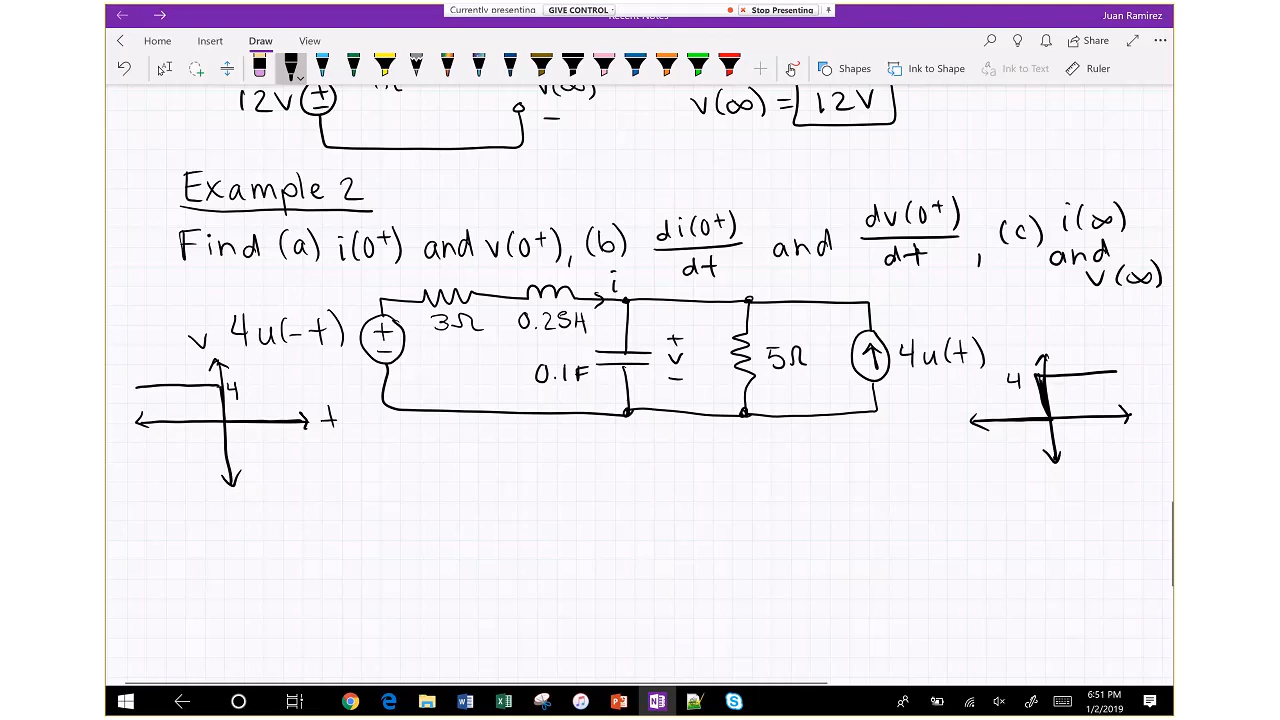 Currently presenting GIVE CONTROL Stop Presenting
Recent Notes
Juan Ramirez
Home Insert Draw View
Share
Shapes Ink to Shape Ink to Text Ruler
12V + − v(∞) −
v(∞) = 12V
Example 2
Find (a) i(0⁺) and v(0⁺), (b) di(0⁺)/dt and dv(0⁺)/dt, (c) i(∞) and v(∞)
i
3Ω 0.25H
v 4u(-t) + −
0.1F + v − 5Ω 4u(t)
4 t
4
6:51 PM
1/2/2019